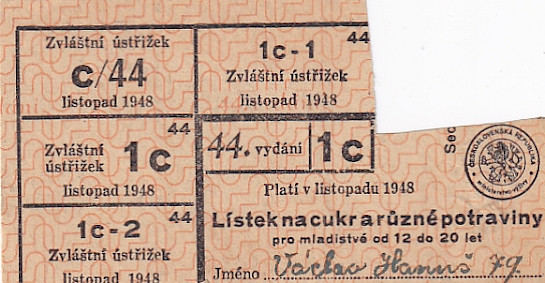 Zvláštní ústřižek
C/44
listopad 1948
1c-1
44
Zvláštní ústřižek
listopad 1948
Zvláštní
ústřižek
1c
44
listopad 1948
44. vydání
1c
Platí v listopadu 1948
1c-2
44
Zvláštní ústřižek
listopad 1948
ČESKOSLOVENSKÁ REPUBLIKA
Lístek na cukr a různé potraviny
pro mladistvé od 12 do 20 let
Jméno Václav Hanuš